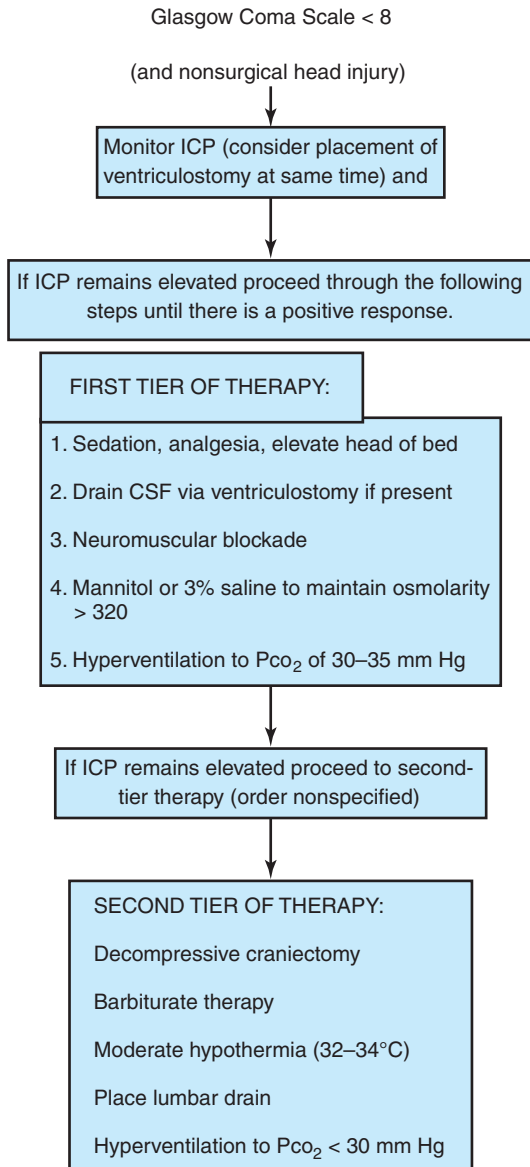 Glasgow Coma Scale < 8
(and nonsurgical head injury)
Monitor ICP (consider placement of
ventriculostomy at same time) and
If ICP remains elevated proceed through the following
steps until there is a positive response.
FIRST TIER OF THERAPY:
1. Sedation, analgesia, elevate head of bed
2. Drain CSF via ventriculostomy if present
3. Neuromuscular blockade
4. Mannitol or 3% saline to maintain osmolarity
> 320
5. Hyperventilation to Pco₂ of 30–35 mm Hg
If ICP remains elevated proceed to second-
tier therapy (order nonspecified)
SECOND TIER OF THERAPY:
Decompressive craniectomy
Barbiturate therapy
Moderate hypothermia (32–34°C)
Place lumbar drain
Hyperventilation to Pco₂ < 30 mm Hg